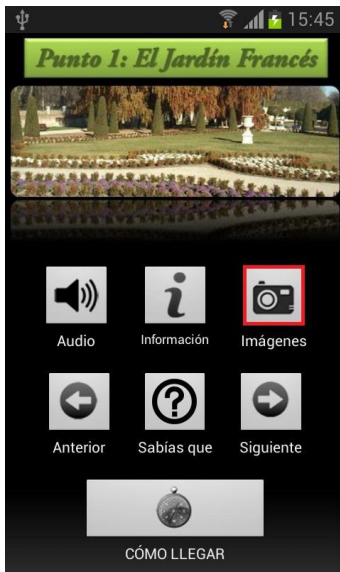 15:45
Punto 1: El Jardín Francés
Audio
Información
Imágenes
Anterior
Sabías que
Siguiente
CÓMO LLEGAR